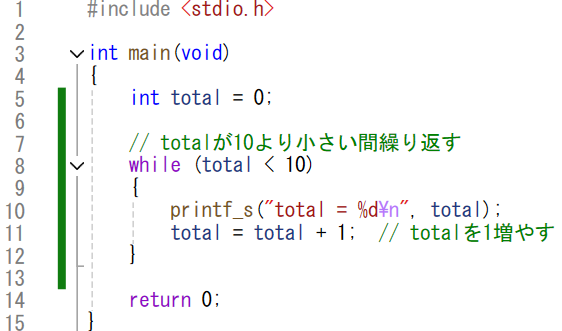 1 #include <stdio.h>
2
3 int main(void)
4 {
5 int total = 0;
6
7 // totalが10より小さい間繰り返す
8 while (total < 10)
9 {
10 printf_s("total = %d¥n", total);
11 total = total + 1; // totalを1増やす
12 }
13
14 return 0;
15 }